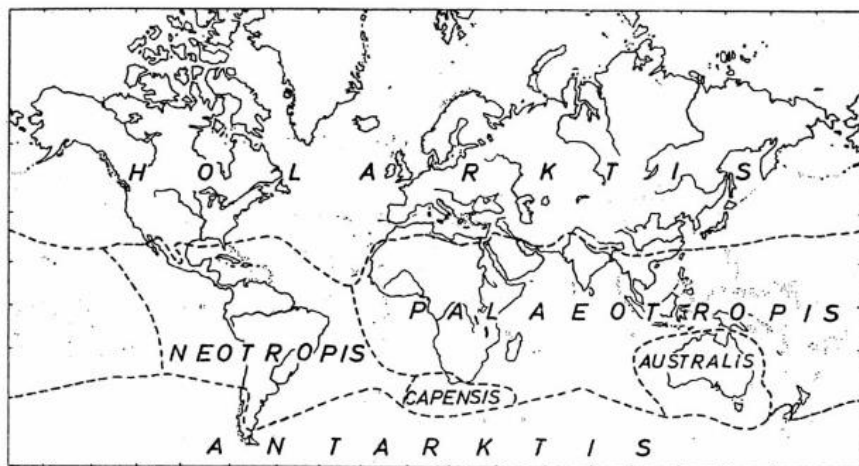 HOLARKTIS
PALAEOTROPIS
NEOTROPIS
AUSTRALIS
CAPENSIS
ANTARKTIS